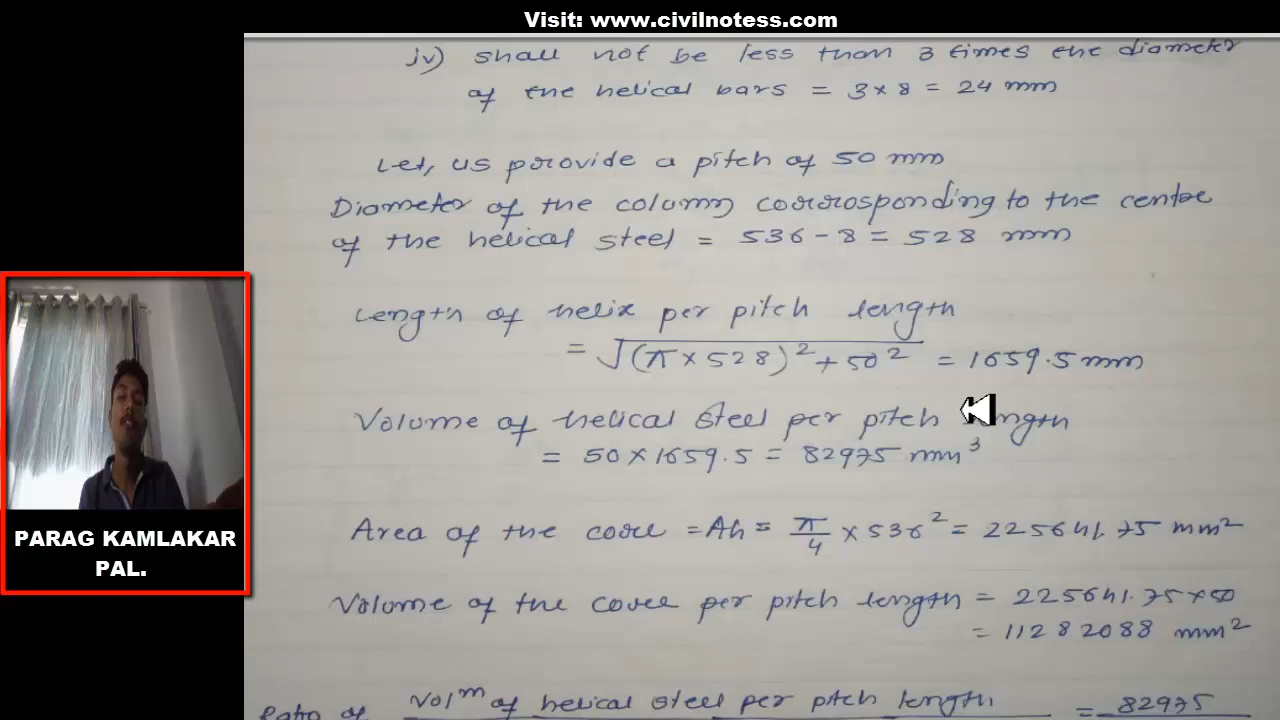 Visit: www.civilnotess.com
iv) shall not be less than 3 times the diameter
of the helical bars = 3 × 8 = 24 mm
Let, us porovide a pitch of 50 mm
Diameter of the column corrosponding to the centre
of the helical steel = 536 - 8 = 528 mm
Length of helix per pitch length
= √(π × 528)² + 50² = 1659.5 mm
Volume of helical steel per pitch length
= 50 × 1659.5 = 82975 mm³
Area of the core = Ah = π/4 × 536² = 225641.75 mm²
Volume of the core per pitch length = 225641.75 × 50
= 11282088 mm²
Ratio of Volᵐ of helical steel per pitch length = 82975
PARAG KAMLAKAR
PAL.